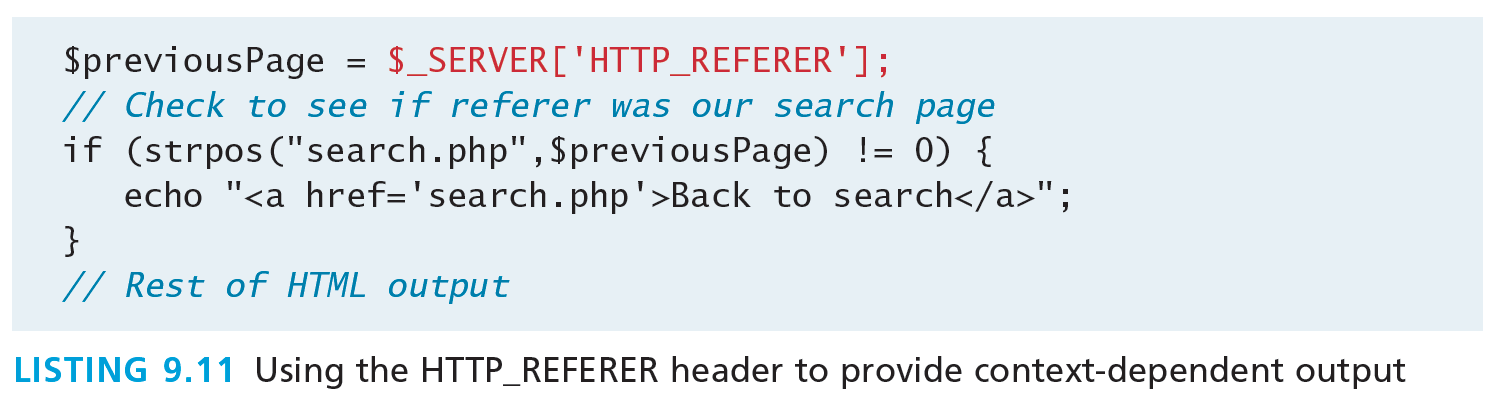 $previousPage = $_SERVER['HTTP_REFERER'];
// Check to see if referer was our search page
if (strpos("search.php",$previousPage) != 0) {
   echo "<a href='search.php'>Back to search</a>";
}
// Rest of HTML output
LISTING 9.11 Using the HTTP_REFERER header to provide context-dependent output